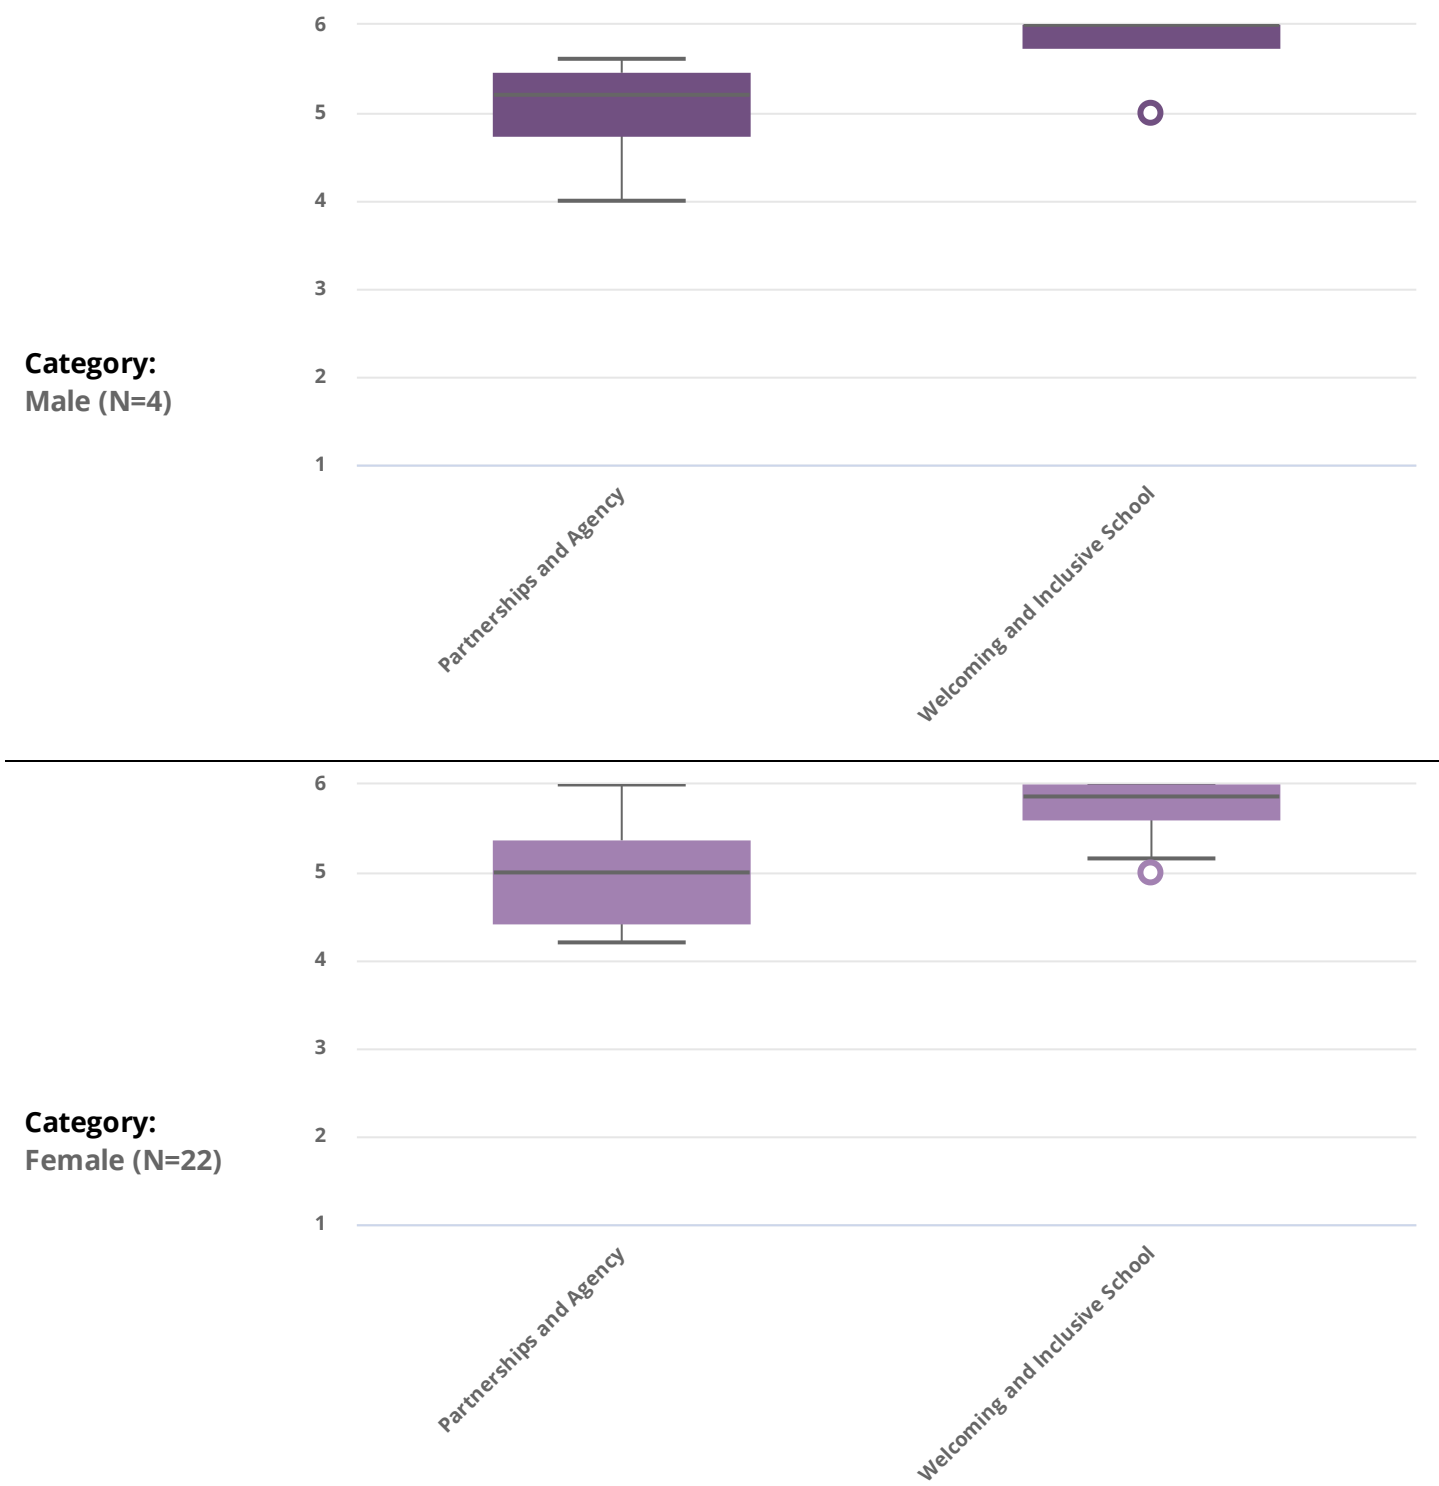 6
5
4
3
2
1
Category:
Male (N=4)
Partnerships and Agency
Welcoming and Inclusive School
6
5
4
3
2
1
Category:
Female (N=22)
Partnerships and Agency
Welcoming and Inclusive School